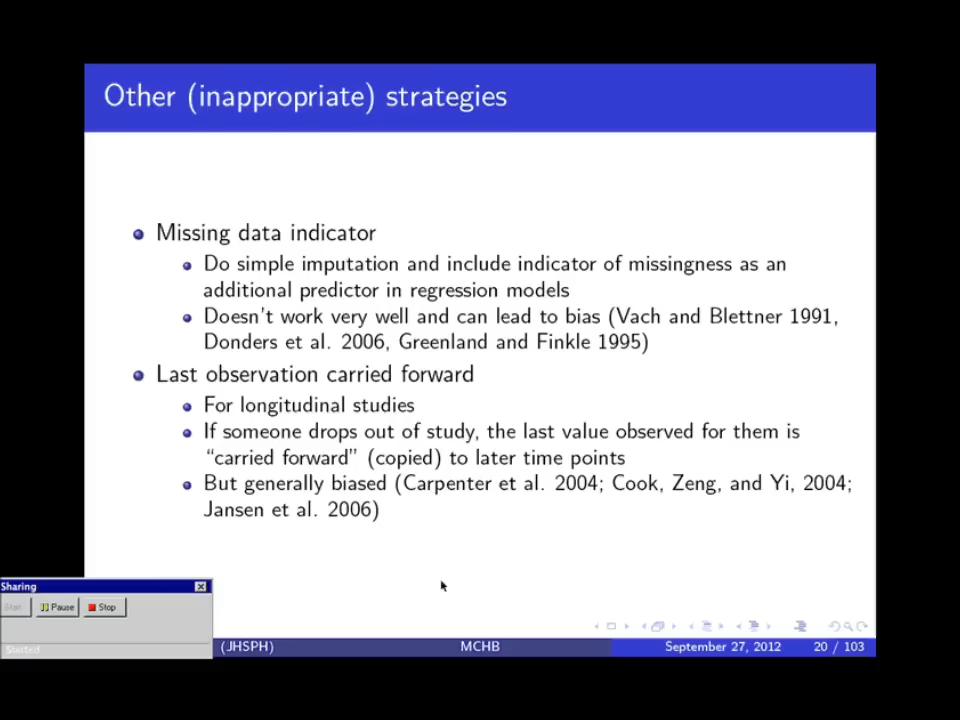 Other (inappropriate) strategies
Missing data indicator
Do simple imputation and include indicator of missingness as an
additional predictor in regression models
Doesn't work very well and can lead to bias (Vach and Blettner 1991,
Donders et al. 2006, Greenland and Finkle 1995)
Last observation carried forward
For longitudinal studies
If someone drops out of study, the last value observed for them is
“carried forward” (copied) to later time points
But generally biased (Carpenter et al. 2004; Cook, Zeng, and Yi, 2004;
Jansen et al. 2006)
Sharing
Start Pause Stop
Started
(JHSPH) MCHB September 27, 2012 20 / 103